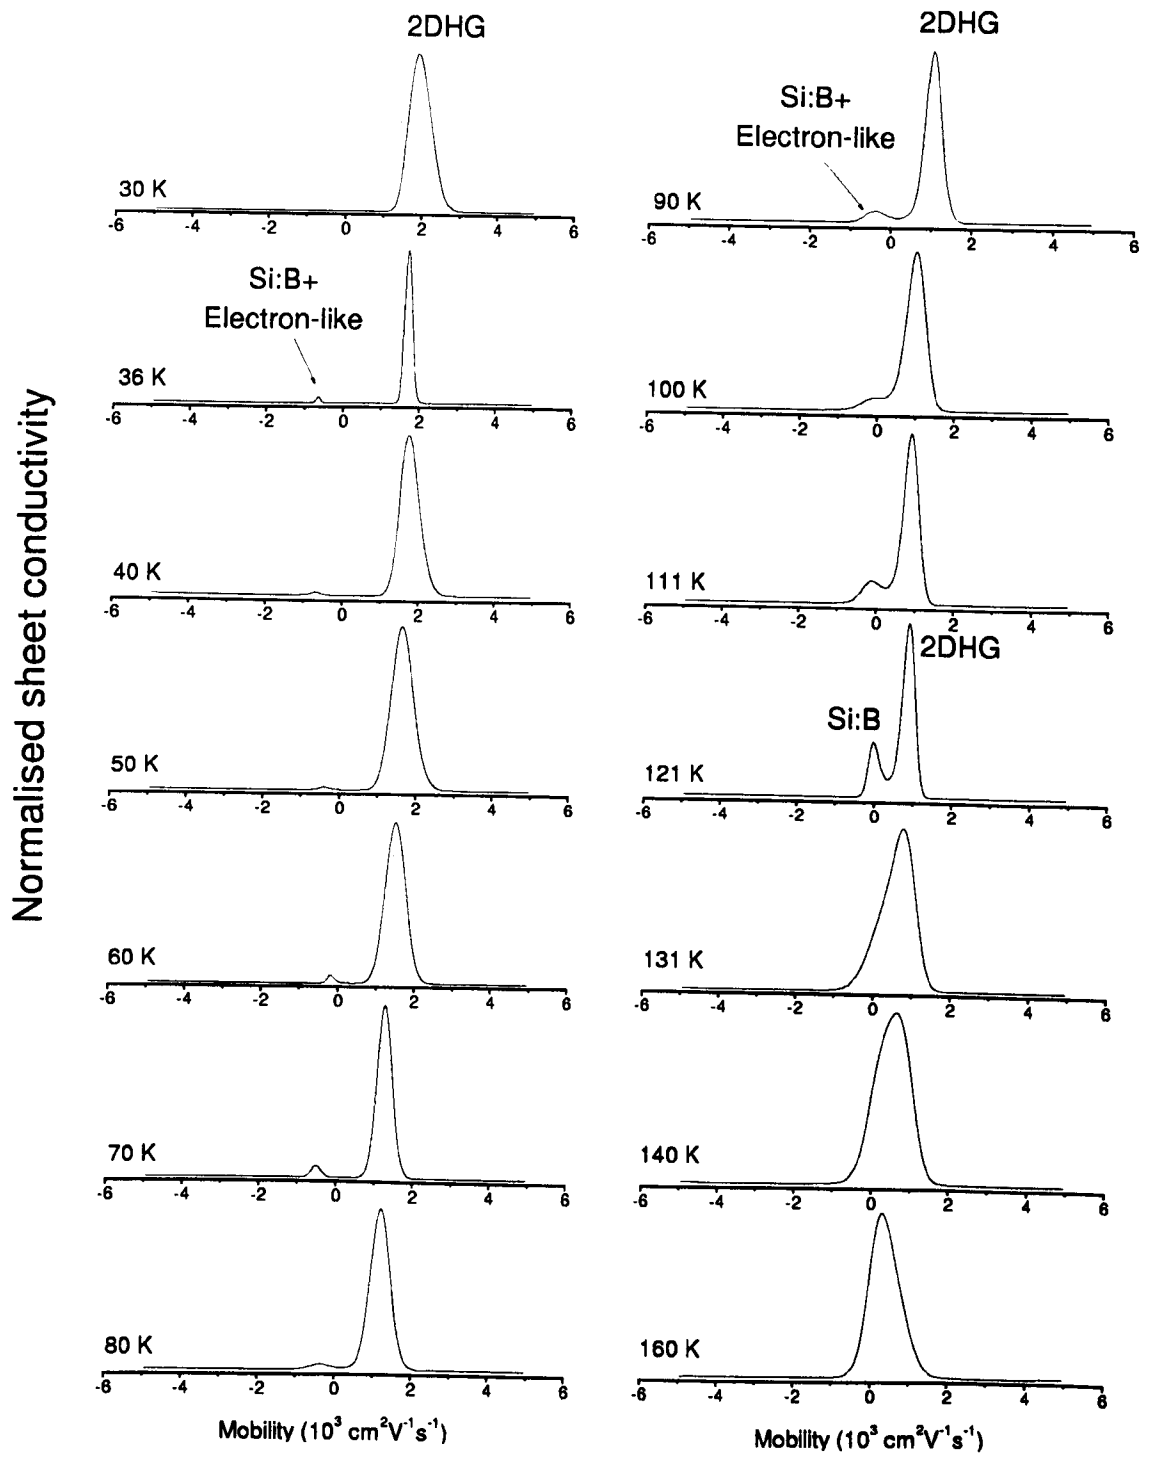 Normalised sheet conductivity
2DHG
30 K
-6 -4 -2 0 2 4 6
Si:B+
Electron-like
36 K
-6 -4 -2 0 2 4 6
40 K
-6 -4 -2 0 2 4 6
50 K
-6 -4 -2 0 2 4 6
60 K
-6 -4 -2 0 2 4 6
70 K
-6 -4 -2 0 2 4 6
80 K
-6 -4 -2 0 2 4 6
Mobility (10³ cm²V⁻¹s⁻¹)
2DHG
Si:B+
Electron-like
90 K
-6 -4 -2 0 2 4 6
100 K
-6 -4 -2 0 2 4 6
111 K
-6 -4 -2 0 2 4 6
2DHG
Si:B
121 K
-6 -4 -2 0 2 4 6
131 K
-6 -4 -2 0 2 4 6
140 K
-6 -4 -2 0 2 4 6
160 K
-6 -4 -2 0 2 4 6
Mobility (10³ cm²V⁻¹s⁻¹)